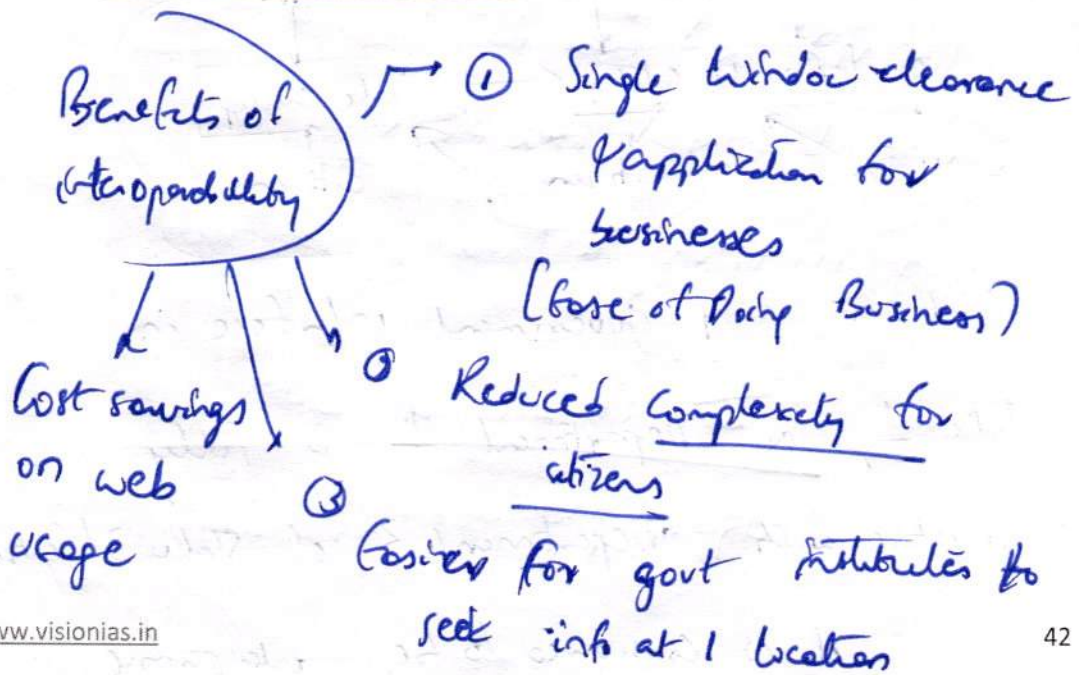 Benefits of
interoperability
① Single window clearance
& application for
businesses
(Ease of Doing Business)
② Reduced complexity for
citizens
③ Easier for govt institutes to
seek info at 1 location
Cost savings
on web
usage
ww.visionias.in
42